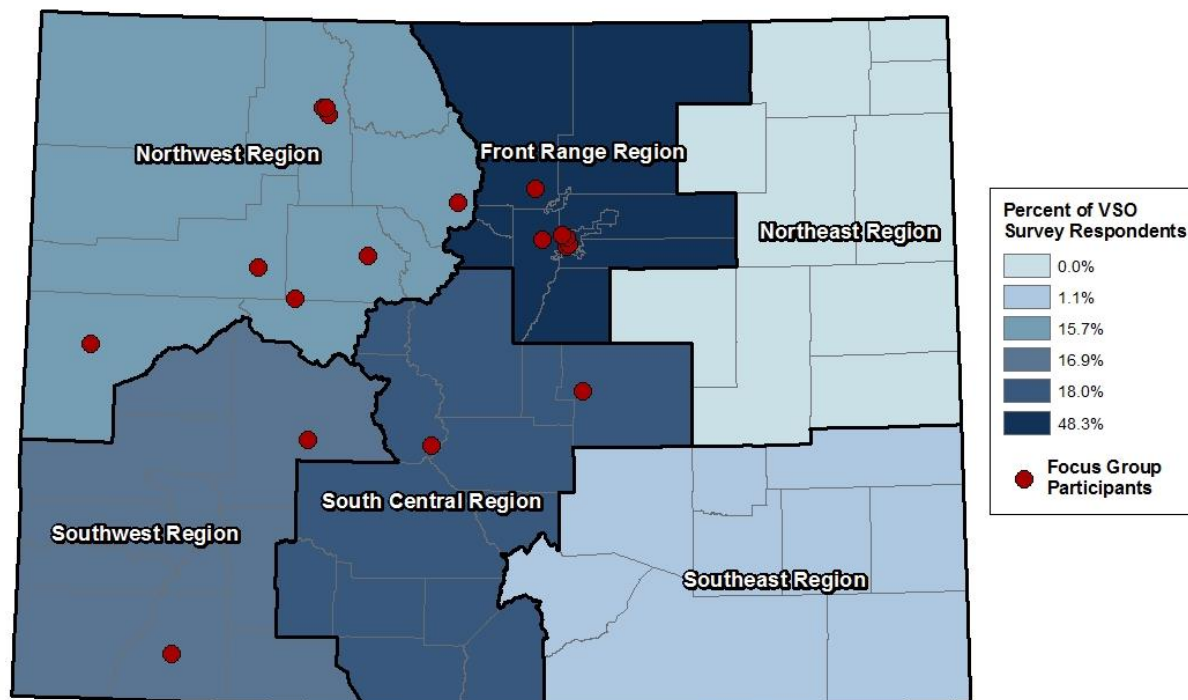 Northwest Region
Front Range Region
Northeast Region
South Central Region
Southwest Region
Southeast Region
Percent of VSO
Survey Respondents
0.0%
1.1%
15.7%
16.9%
18.0%
48.3%
Focus Group
Participants